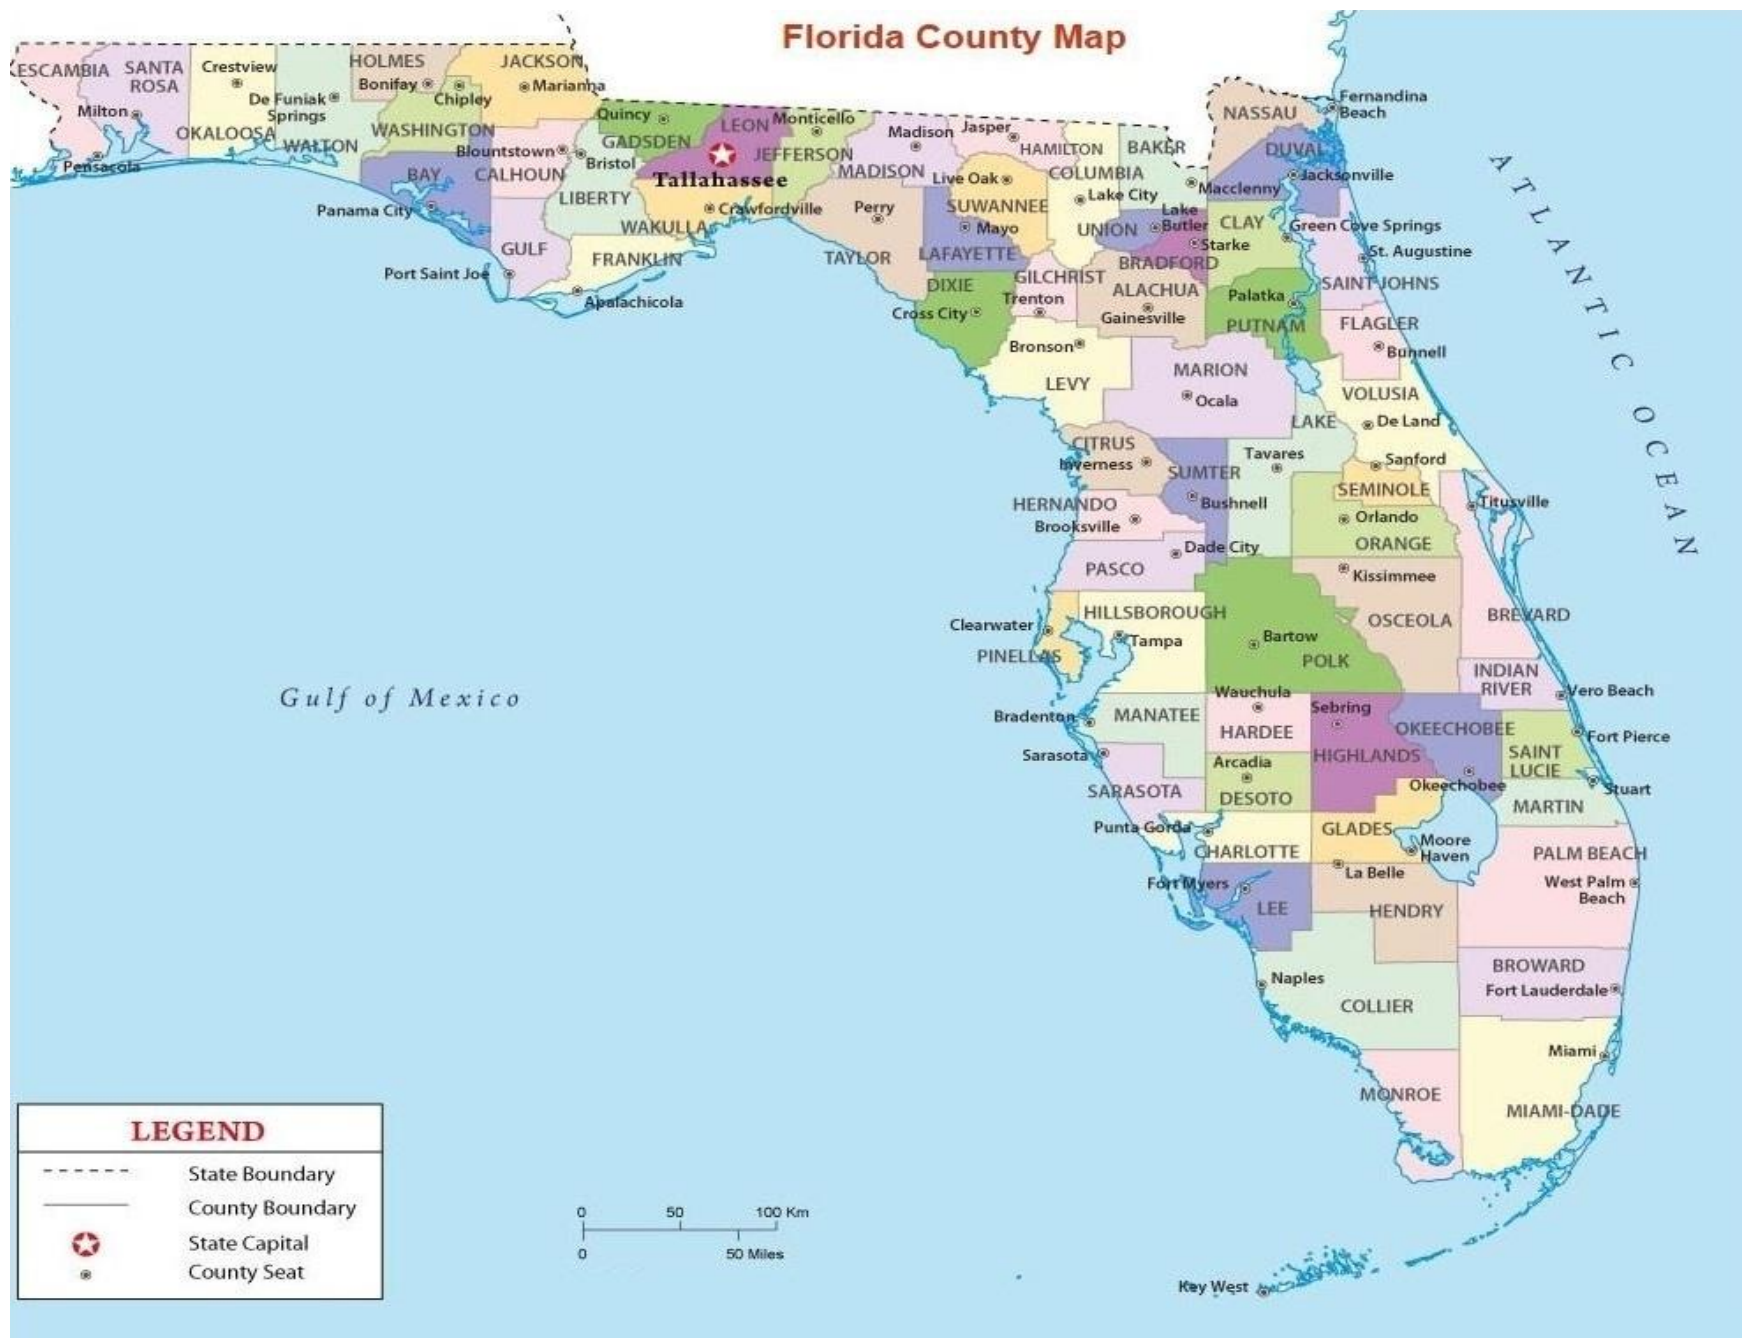 Florida County Map
ESCAMBIA
SANTA
ROSA
Milton
Pensacola
Crestview
OKALOOSA
De Funiak
Springs
WALTON
HOLMES
Bonifay
Chipley
WASHINGTON
JACKSON
Marianna
BAY
Panama City
Blountstown
CALHOUN
GULF
Port Saint Joe
Bristol
LIBERTY
FRANKLIN
Apalachicola
Quincy
GADSDEN
LEON
Tallahassee
WAKULLA
Crawfordville
Monticello
JEFFERSON
Madison
MADISON
Perry
TAYLOR
Jasper
HAMILTON
Live Oak
SUWANNEE
Mayo
LAFAYETTE
DIXIE
Cross City
COLUMBIA
Lake City
BAKER
Macclenny
NASSAU
Fernandina
Beach
DUVAL
Jacksonville
Lake
Butler
UNION
Starke
BRADFORD
CLAY
Green Cove Springs
St. Augustine
SAINT JOHNS
GILCHRIST
Trenton
ALACHUA
Gainesville
Palatka
PUTNAM
FLAGLER
Bunnell
Bronson
LEVY
MARION
Ocala
VOLUSIA
De Land
LAKE
Tavares
CITRUS
Inverness
SUMTER
Bushnell
Sanford
SEMINOLE
Orlando
ORANGE
Titusville
HERNANDO
Brooksville
Dade City
PASCO
Kissimmee
OSCEOLA
BREVARD
Clearwater
PINELLAS
HILLSBOROUGH
Tampa
Bartow
POLK
INDIAN
RIVER
Vero Beach
Bradenton
MANATEE
Wauchula
HARDEE
Sebring
HIGHLANDS
OKEECHOBEE
Okeechobee
Fort Pierce
SAINT
LUCIE
Sarasota
SARASOTA
Arcadia
DESOTO
Stuart
MARTIN
Punta Gorda
CHARLOTTE
GLADES
Moore
Haven
PALM BEACH
West Palm
Beach
Fort Myers
LEE
La Belle
HENDRY
BROWARD
Fort Lauderdale
Naples
COLLIER
Miami
MIAMI-DADE
MONROE
Key West
Gulf of Mexico
ATLANTIC OCEAN
LEGEND
State Boundary
County Boundary
State Capital
County Seat
0 50 100 Km
0 50 Miles